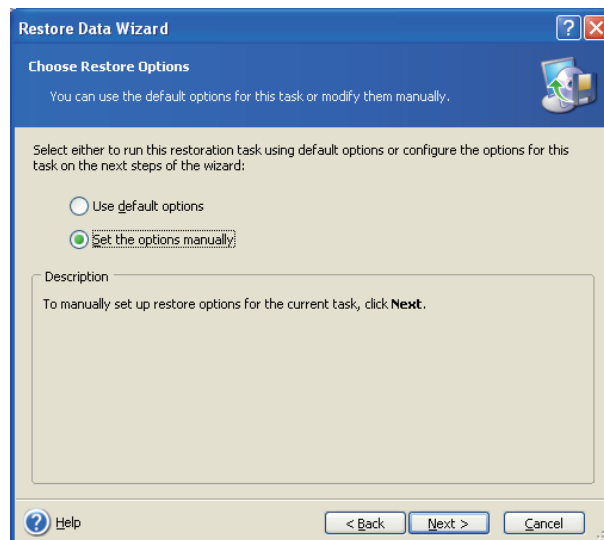 Restore Data Wizard
Choose Restore Options
You can use the default options for this task or modify them manually.
Select either to run this restoration task using default options or configure the options for this
task on the next steps of the wizard:
Use default options
Set the options manually
Description
To manually set up restore options for the current task, click Next.
Help
< Back
Next >
Cancel